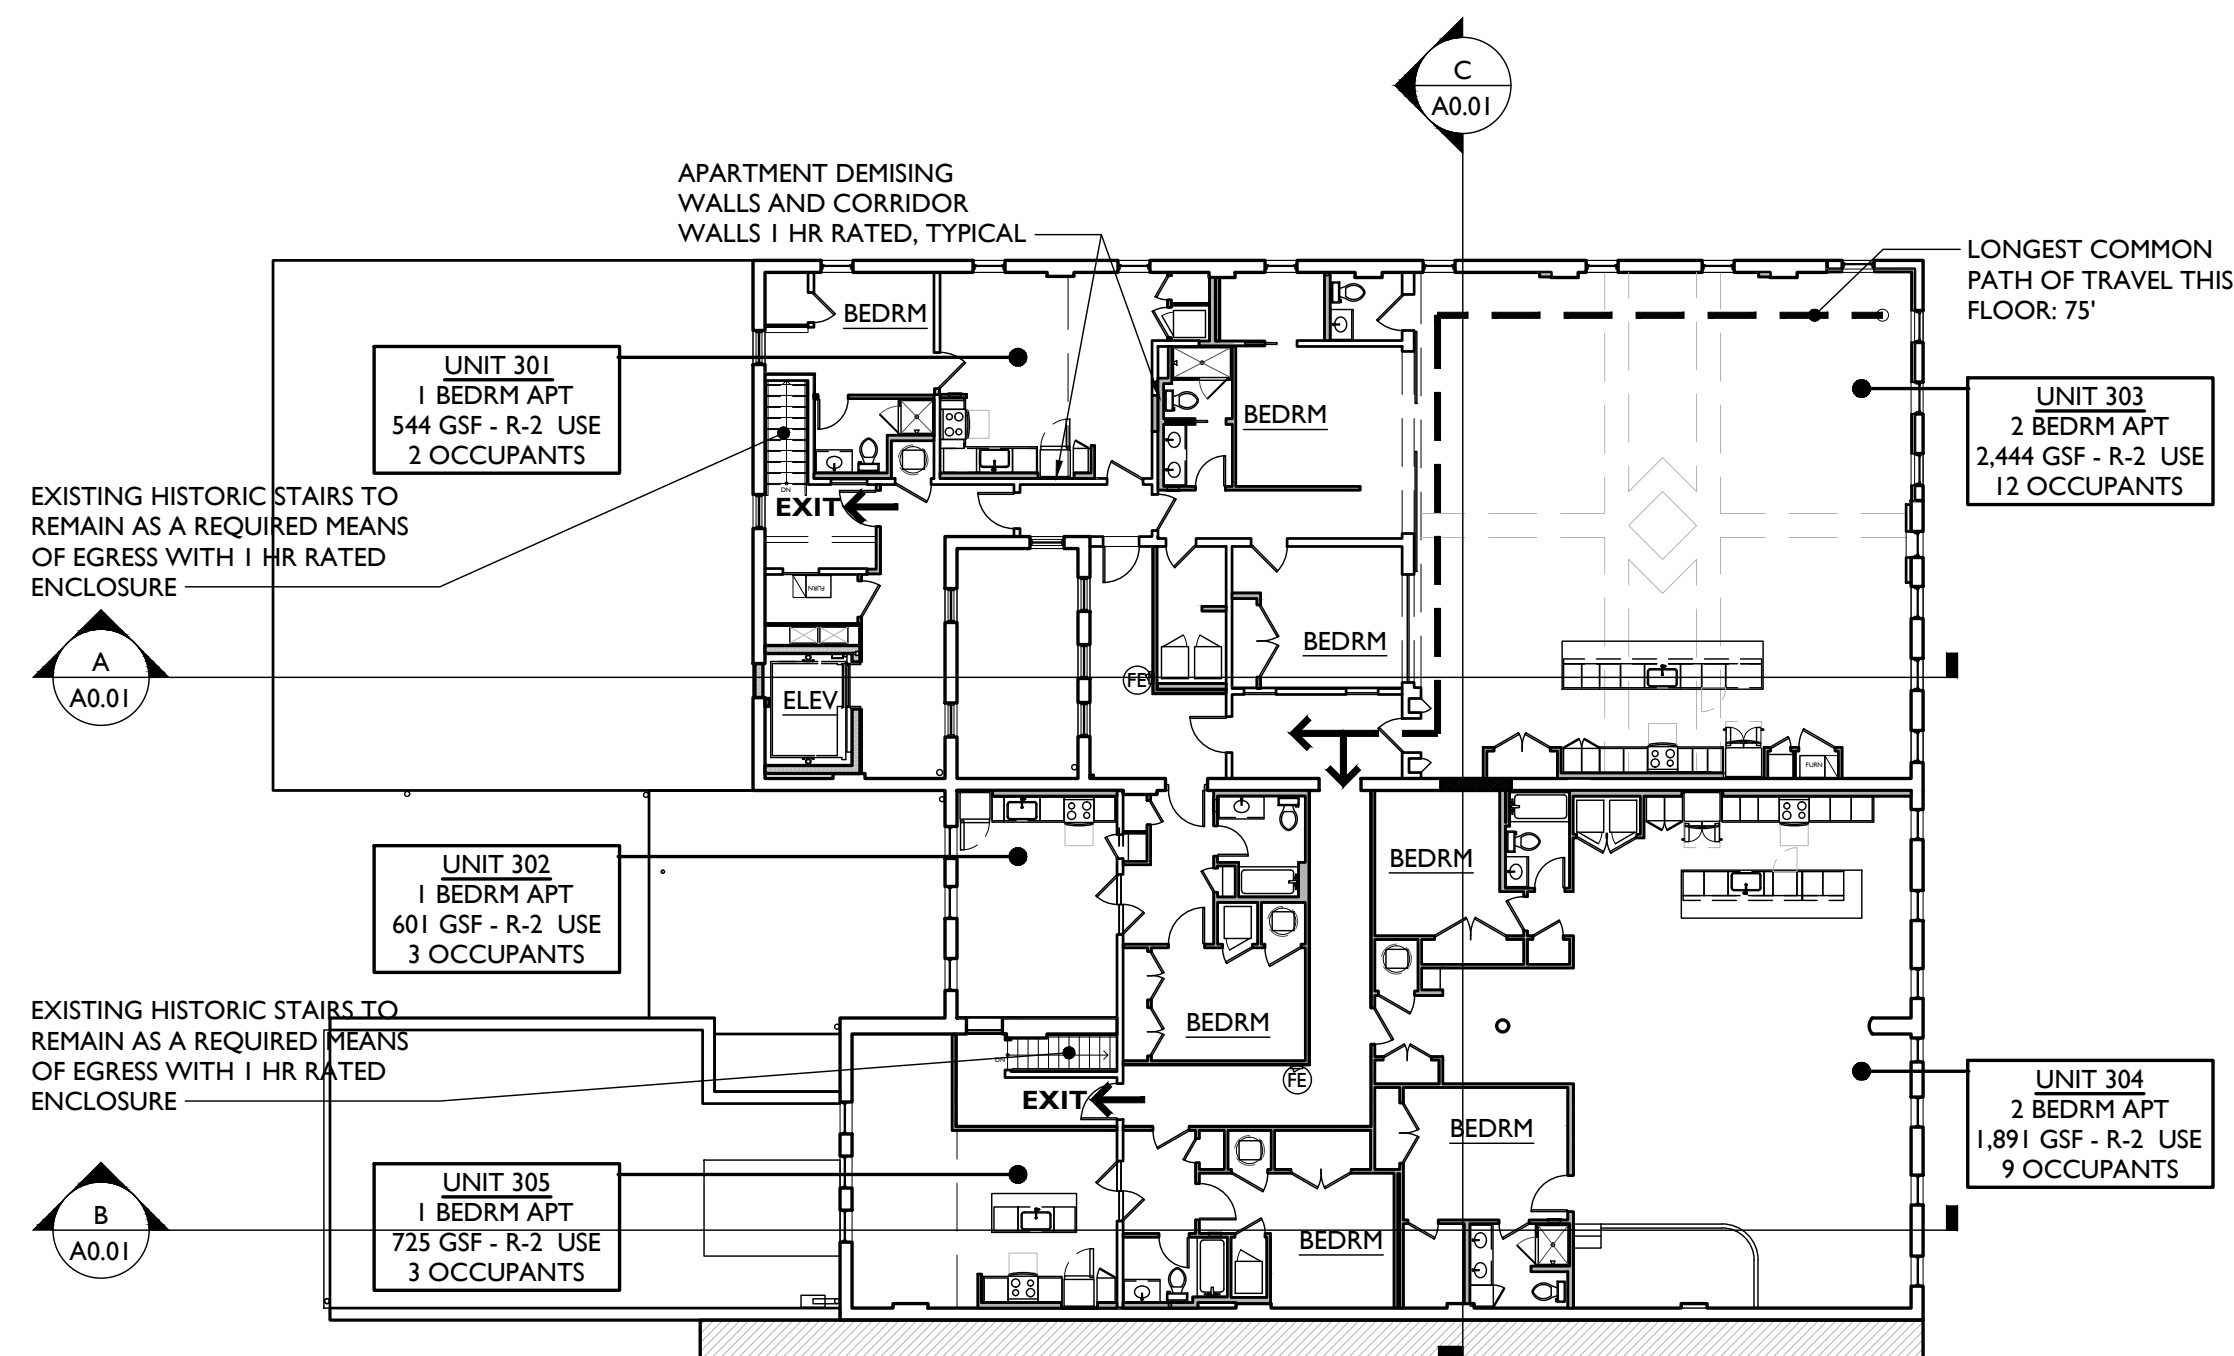 C
A0.01
APARTMENT DEMISING
WALLS AND CORRIDOR
WALLS 1 HR RATED, TYPICAL
LONGEST COMMON
PATH OF TRAVEL THIS
FLOOR: 75'
UNIT 301
1 BEDRM APT
544 GSF - R-2 USE
2 OCCUPANTS
BEDRM
BEDRM
UNIT 303
2 BEDRM APT
2,444 GSF - R-2 USE
12 OCCUPANTS
EXISTING HISTORIC STAIRS TO
REMAIN AS A REQUIRED MEANS
OF EGRESS WITH 1 HR RATED
ENCLOSURE
DN
EXIT
FURN
BEDRM
A
A0.01
FE
ELEV
FURN
UNIT 302
1 BEDRM APT
601 GSF - R-2 USE
3 OCCUPANTS
BEDRM
EXISTING HISTORIC STAIRS TO
REMAIN AS A REQUIRED MEANS
OF EGRESS WITH 1 HR RATED
ENCLOSURE
BEDRM
DN
FE
EXIT
UNIT 304
2 BEDRM APT
1,891 GSF - R-2 USE
9 OCCUPANTS
BEDRM
B
A0.01
UNIT 305
1 BEDRM APT
725 GSF - R-2 USE
3 OCCUPANTS
BEDRM